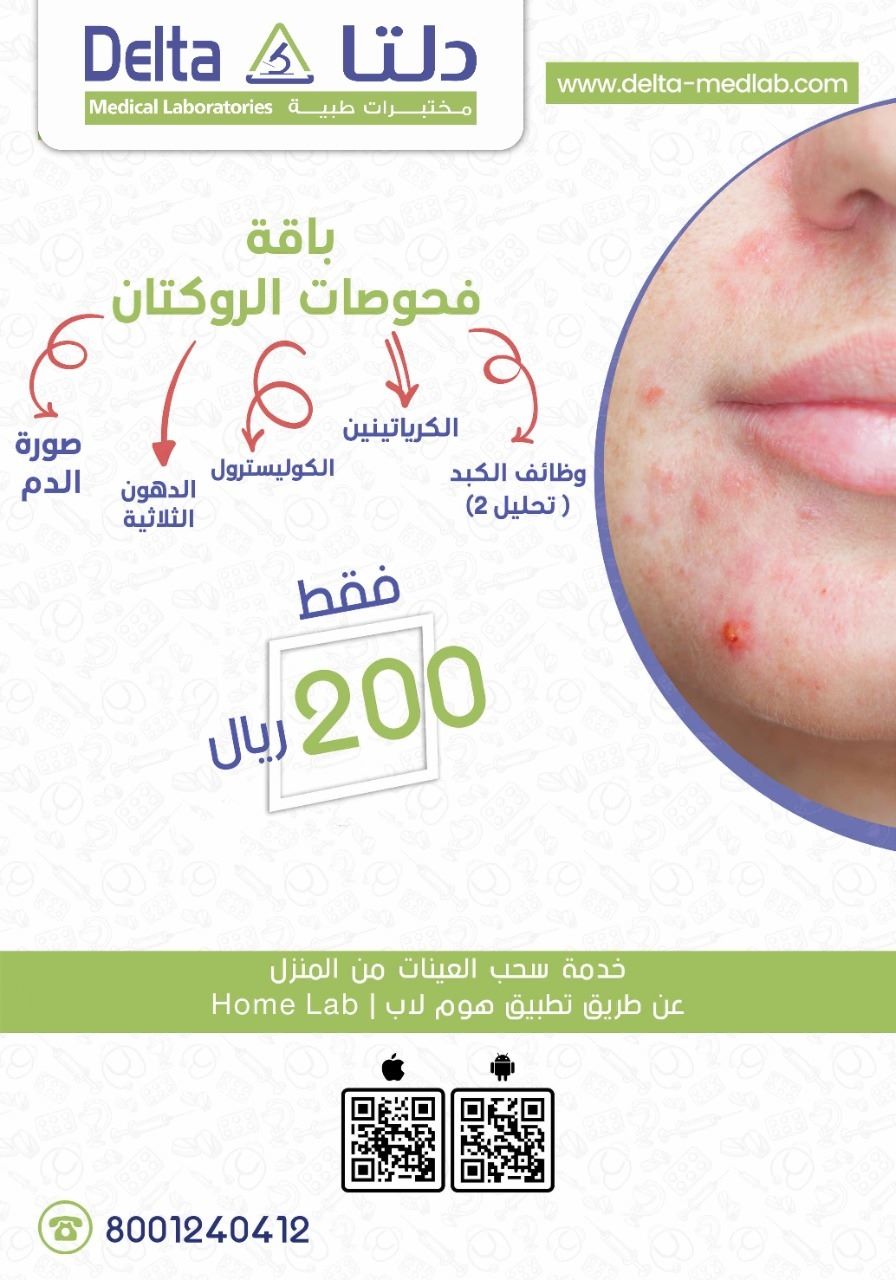 Delta دلتا
Medical Laboratories مختبرات طبية
www.delta-medlab.com
باقة
فحوصات الروكتان
وظائف الكبد
(تحليل 2)
الكرياتينين
الكوليسترول
الدهون
الثلاثية
صورة
الدم
فقط
200 ريال
خدمة سحب العينات من المنزل
عن طريق تطبيق هوم لاب | Home Lab
8001240412